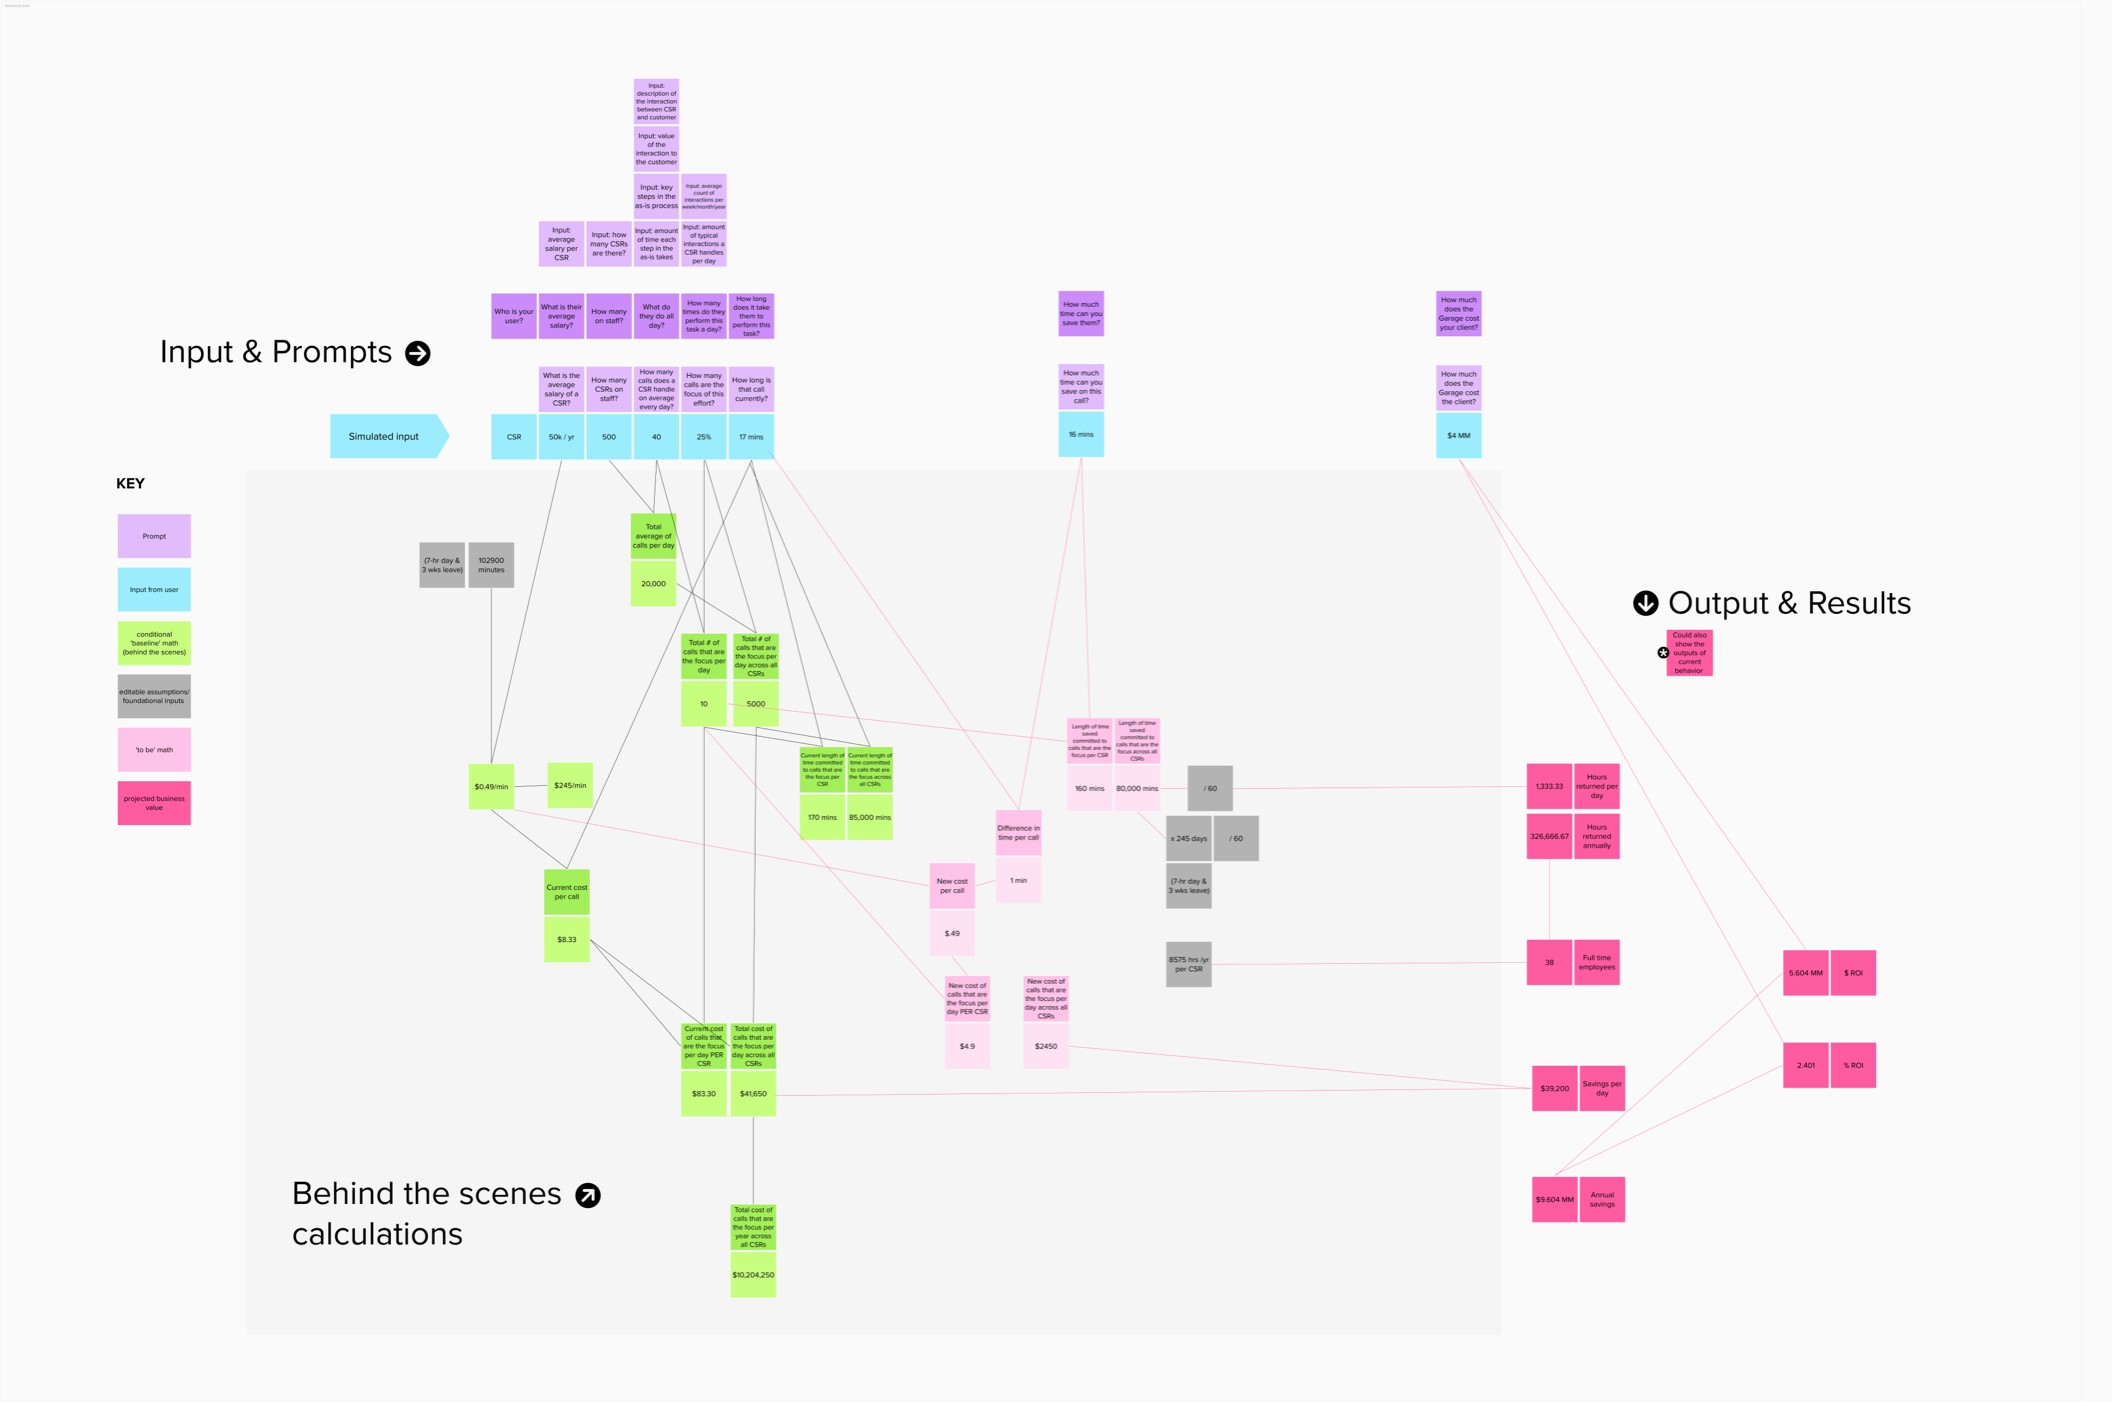 Input:
description of
the interaction
between CSR
and customer
Input: value
of the
interaction to
the customer
Input: key
steps in the
as-is process
Input: average
count of
interactions per
week/month/year
Input:
average
salary per
CSR
Input: how
many CSRs
are there?
Input: amount
of time each
step in the
as-is takes
Input: amount
of typical
interactions a
CSR handles
per day
Who is your
user?
What is their
average
salary?
How many
on staff?
What do
they do all
day?
How many
times do they
perform this
task a day?
How long
does it take
them to
perform this
task?
How much
time can you
save them?
How much
does the
Garage cost
your client?
Input & Prompts
What is the
average
salary of a
CSR?
How many
CSRs on
staff?
How many
calls does a
CSR handle
on average
every day?
How many
calls are the
focus of this
effort?
How long is
that call
currently?
How much
time can you
save on this
call?
How much
does the
Garage cost
the client?
Simulated input
CSR
50k / yr
500
40
25%
17 mins
16 mins
$4 MM
KEY
Prompt
Input from user
conditional
'baseline' math
(behind the scenes)
editable assumptions/
foundational inputs
'to be' math
projected business
value
(7-hr day &
3 wks leave)
102900
minutes
Total
average of
calls per day
20,000
Total # of
calls that are
the focus per
day
10
Total # of
calls that are
the focus per
day across all
CSRs
5000
Current length of
time committed
to calls that are
the focus per
CSR
170 mins
Current length of
time committed
to calls that are
the focus across
all CSRs
85,000 mins
$0.49/min
$245/min
Current cost
per call
$8.33
Current cost
of calls that
are the focus
per day PER
CSR
$83.30
Total cost of
calls that are
the focus per
day across all
CSRs
$41,650
Total cost of
calls that are
the focus per
year across
all CSRs
$10,204,250
Difference in
time per call
1 min
New cost
per call
$.49
New cost of
calls that are
the focus per
day PER CSR
$4.9
New cost of
calls that are
the focus per
day across all
CSRs
$2450
Length of time
saved
committed to
calls that are the
focus per CSR
160 mins
Length of time
saved
committed to
calls that are the
focus across all
CSRs
80,000 mins
/ 60
x 245 days
/ 60
(7-hr day &
3 wks leave)
8575 hrs /yr
per CSR
Behind the scenes
calculations
Output & Results
Could also
show the
outputs of
current
behavior
1,333.33
Hours
returned per
day
326,666.67
Hours
returned
annually
38
Full time
employees
5.604 MM
$ ROI
2.401
% ROI
$39,200
Savings per
day
$9.604 MM
Annual
savings